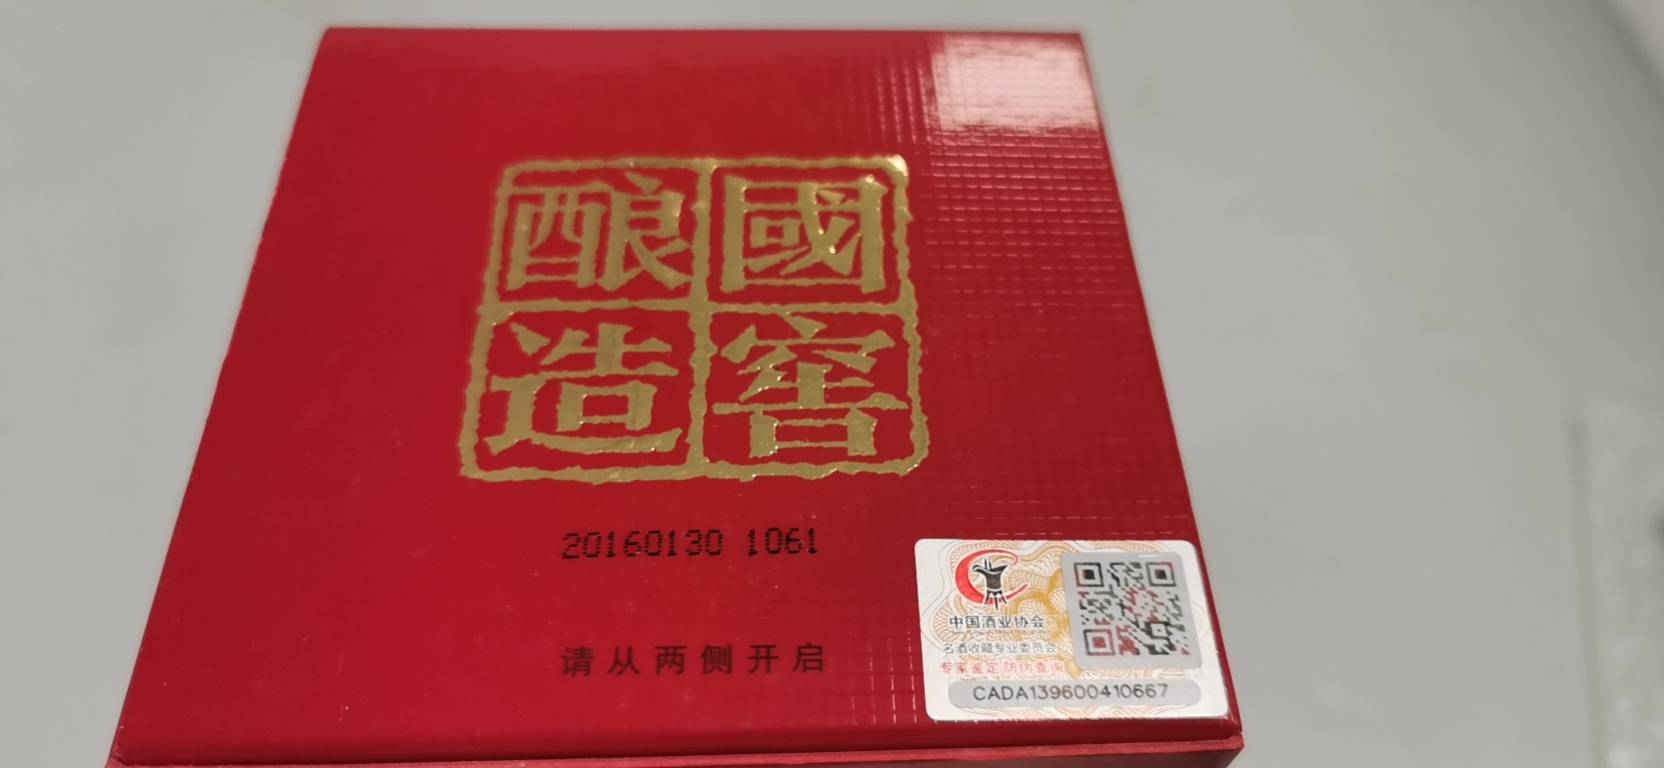 國窖
酿造
20160130 1061
请从两侧开启
中国酒业协会
名酒收藏专业委员会
专家鉴定 防伪查询
CADA139600410667